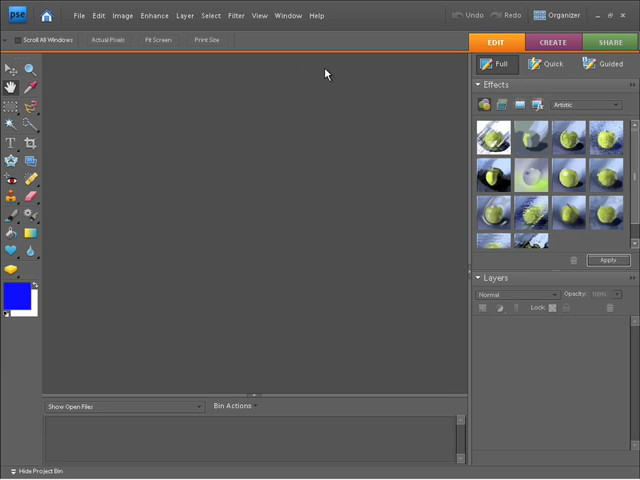 pse File Edit Image Enhance Layer Select Filter View Window Help Undo Redo Organizer
Scroll All Windows Actual Pixels Fit Screen Print Size EDIT CREATE SHARE
Full Quick Guided
Effects
Artistic
Apply
Layers
Normal Opacity: 100%
Lock:
Show Open Files Bin Actions
Hide Project Bin